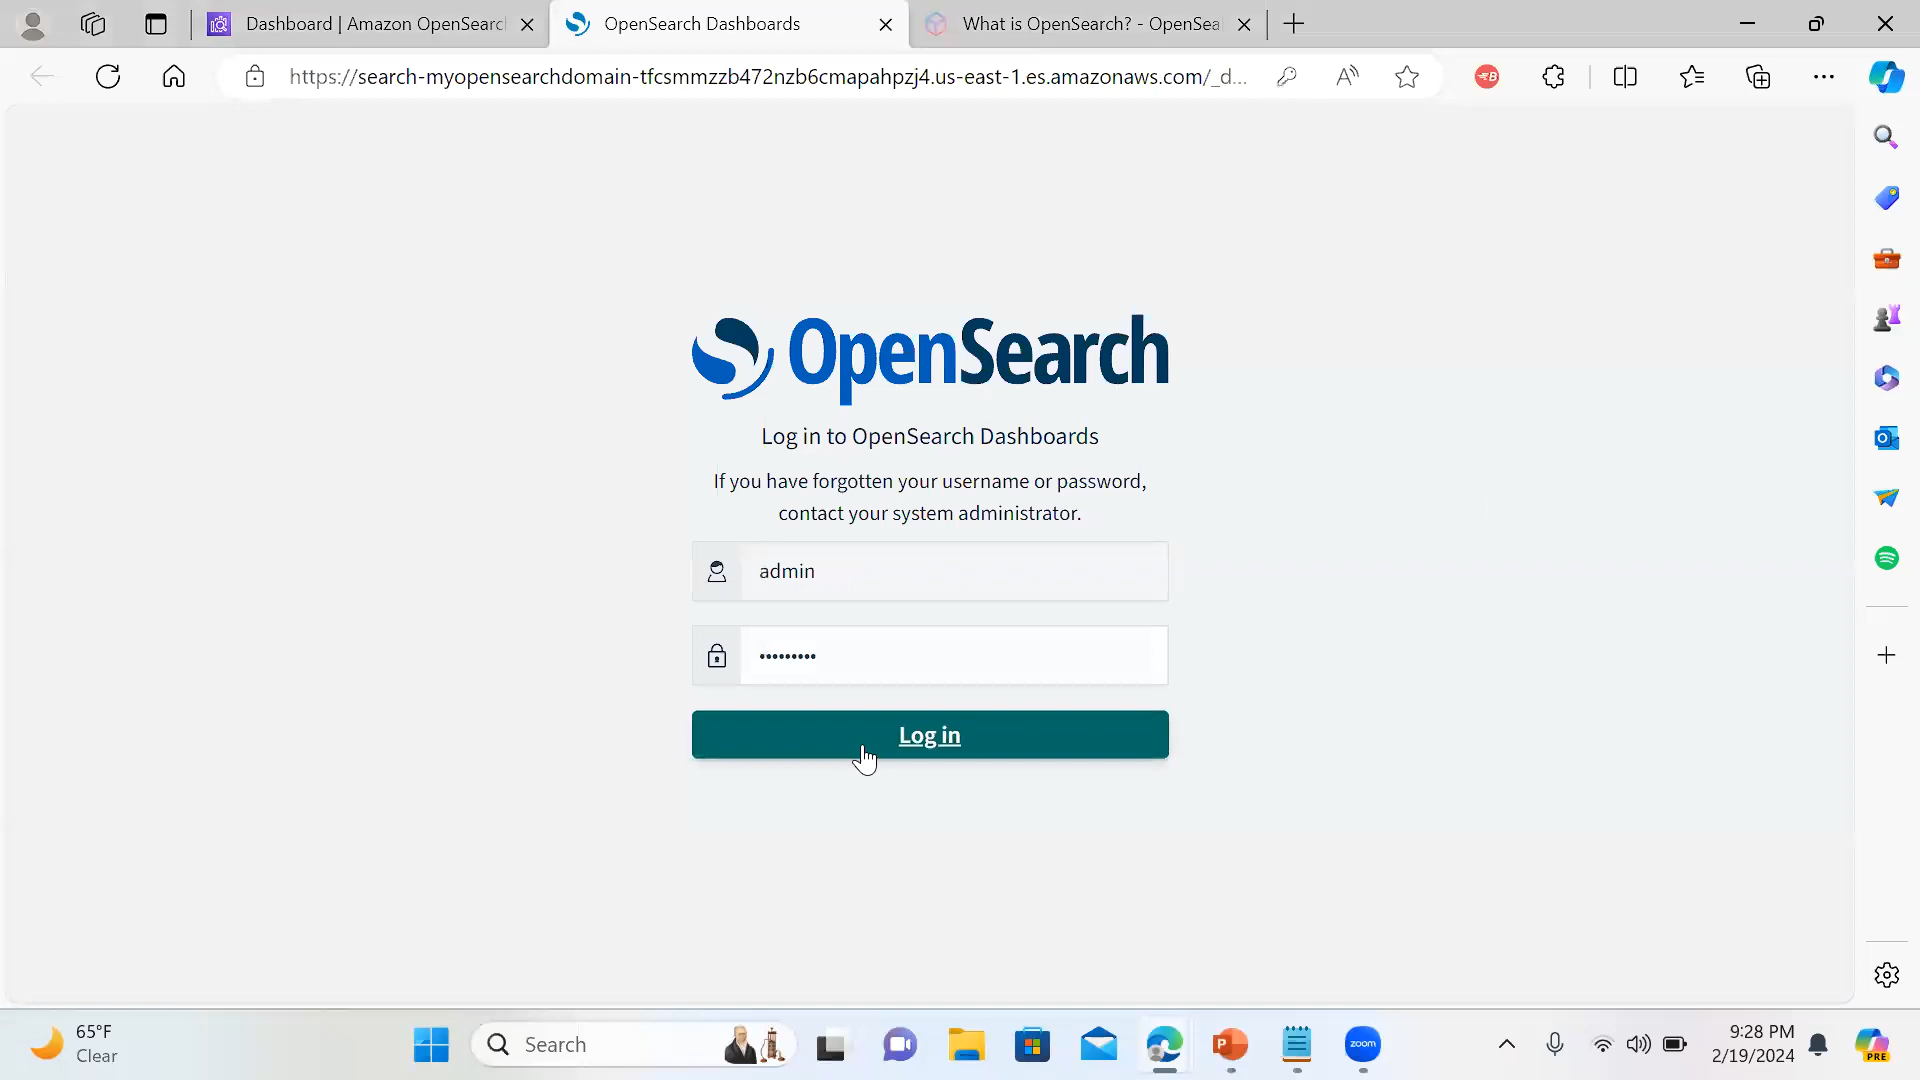 Dashboard | Amazon OpenSearc
OpenSearch Dashboards
What is OpenSearch? - OpenSea
https://search-myopensearchdomain-tfcsmmzzb472nzb6cmapahpzj4.us-east-1.es.amazonaws.com/_d...
OpenSearch
Log in to OpenSearch Dashboards
If you have forgotten your username or password,
contact your system administrator.
admin
•••••••••
Log in
65°F
Clear
Search
zoom
9:28 PM
2/19/2024
PRE